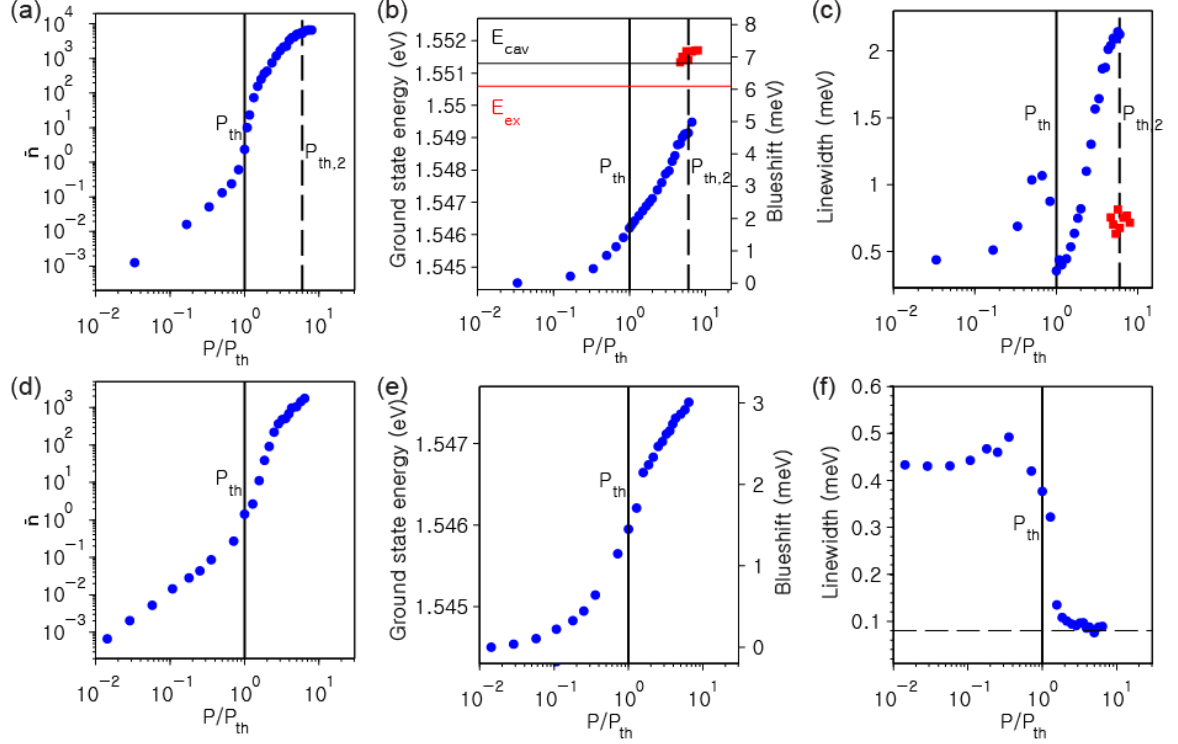 (a)
10^4
10^3
10^2
10^1
10^0
10^-1
10^-2
10^-3
n̄
P_th
P_th,2
10^-2 10^-1 10^0 10^1
P/P_th
(b)
Ground state energy (eV)
1.552
1.551
1.55
1.549
1.548
1.547
1.546
1.545
E_cav
E_ex
P_th
P_th,2
8
7
6
5
4
3
2
1
0
Blueshift (meV)
10^-2 10^-1 10^0 10^1
P/P_th
(c)
Linewidth (meV)
2
1
0.5
P_th
P_th,2
10^-2 10^-1 10^0 10^1
P/P_th
(d)
10^3
10^2
10^1
10^0
10^-1
10^-2
10^-3
n̄
P_th
10^-2 10^-1 10^0 10^1
P/P_th
(e)
Ground state energy (eV)
1.547
1.546
1.545
P_th
3
2
1
0
Blueshift (meV)
10^-2 10^-1 10^0 10^1
P/P_th
(f)
Linewidth (meV)
0.6
0.5
0.4
0.3
0.2
0.1
P_th
10^-2 10^-1 10^0 10^1
P/P_th